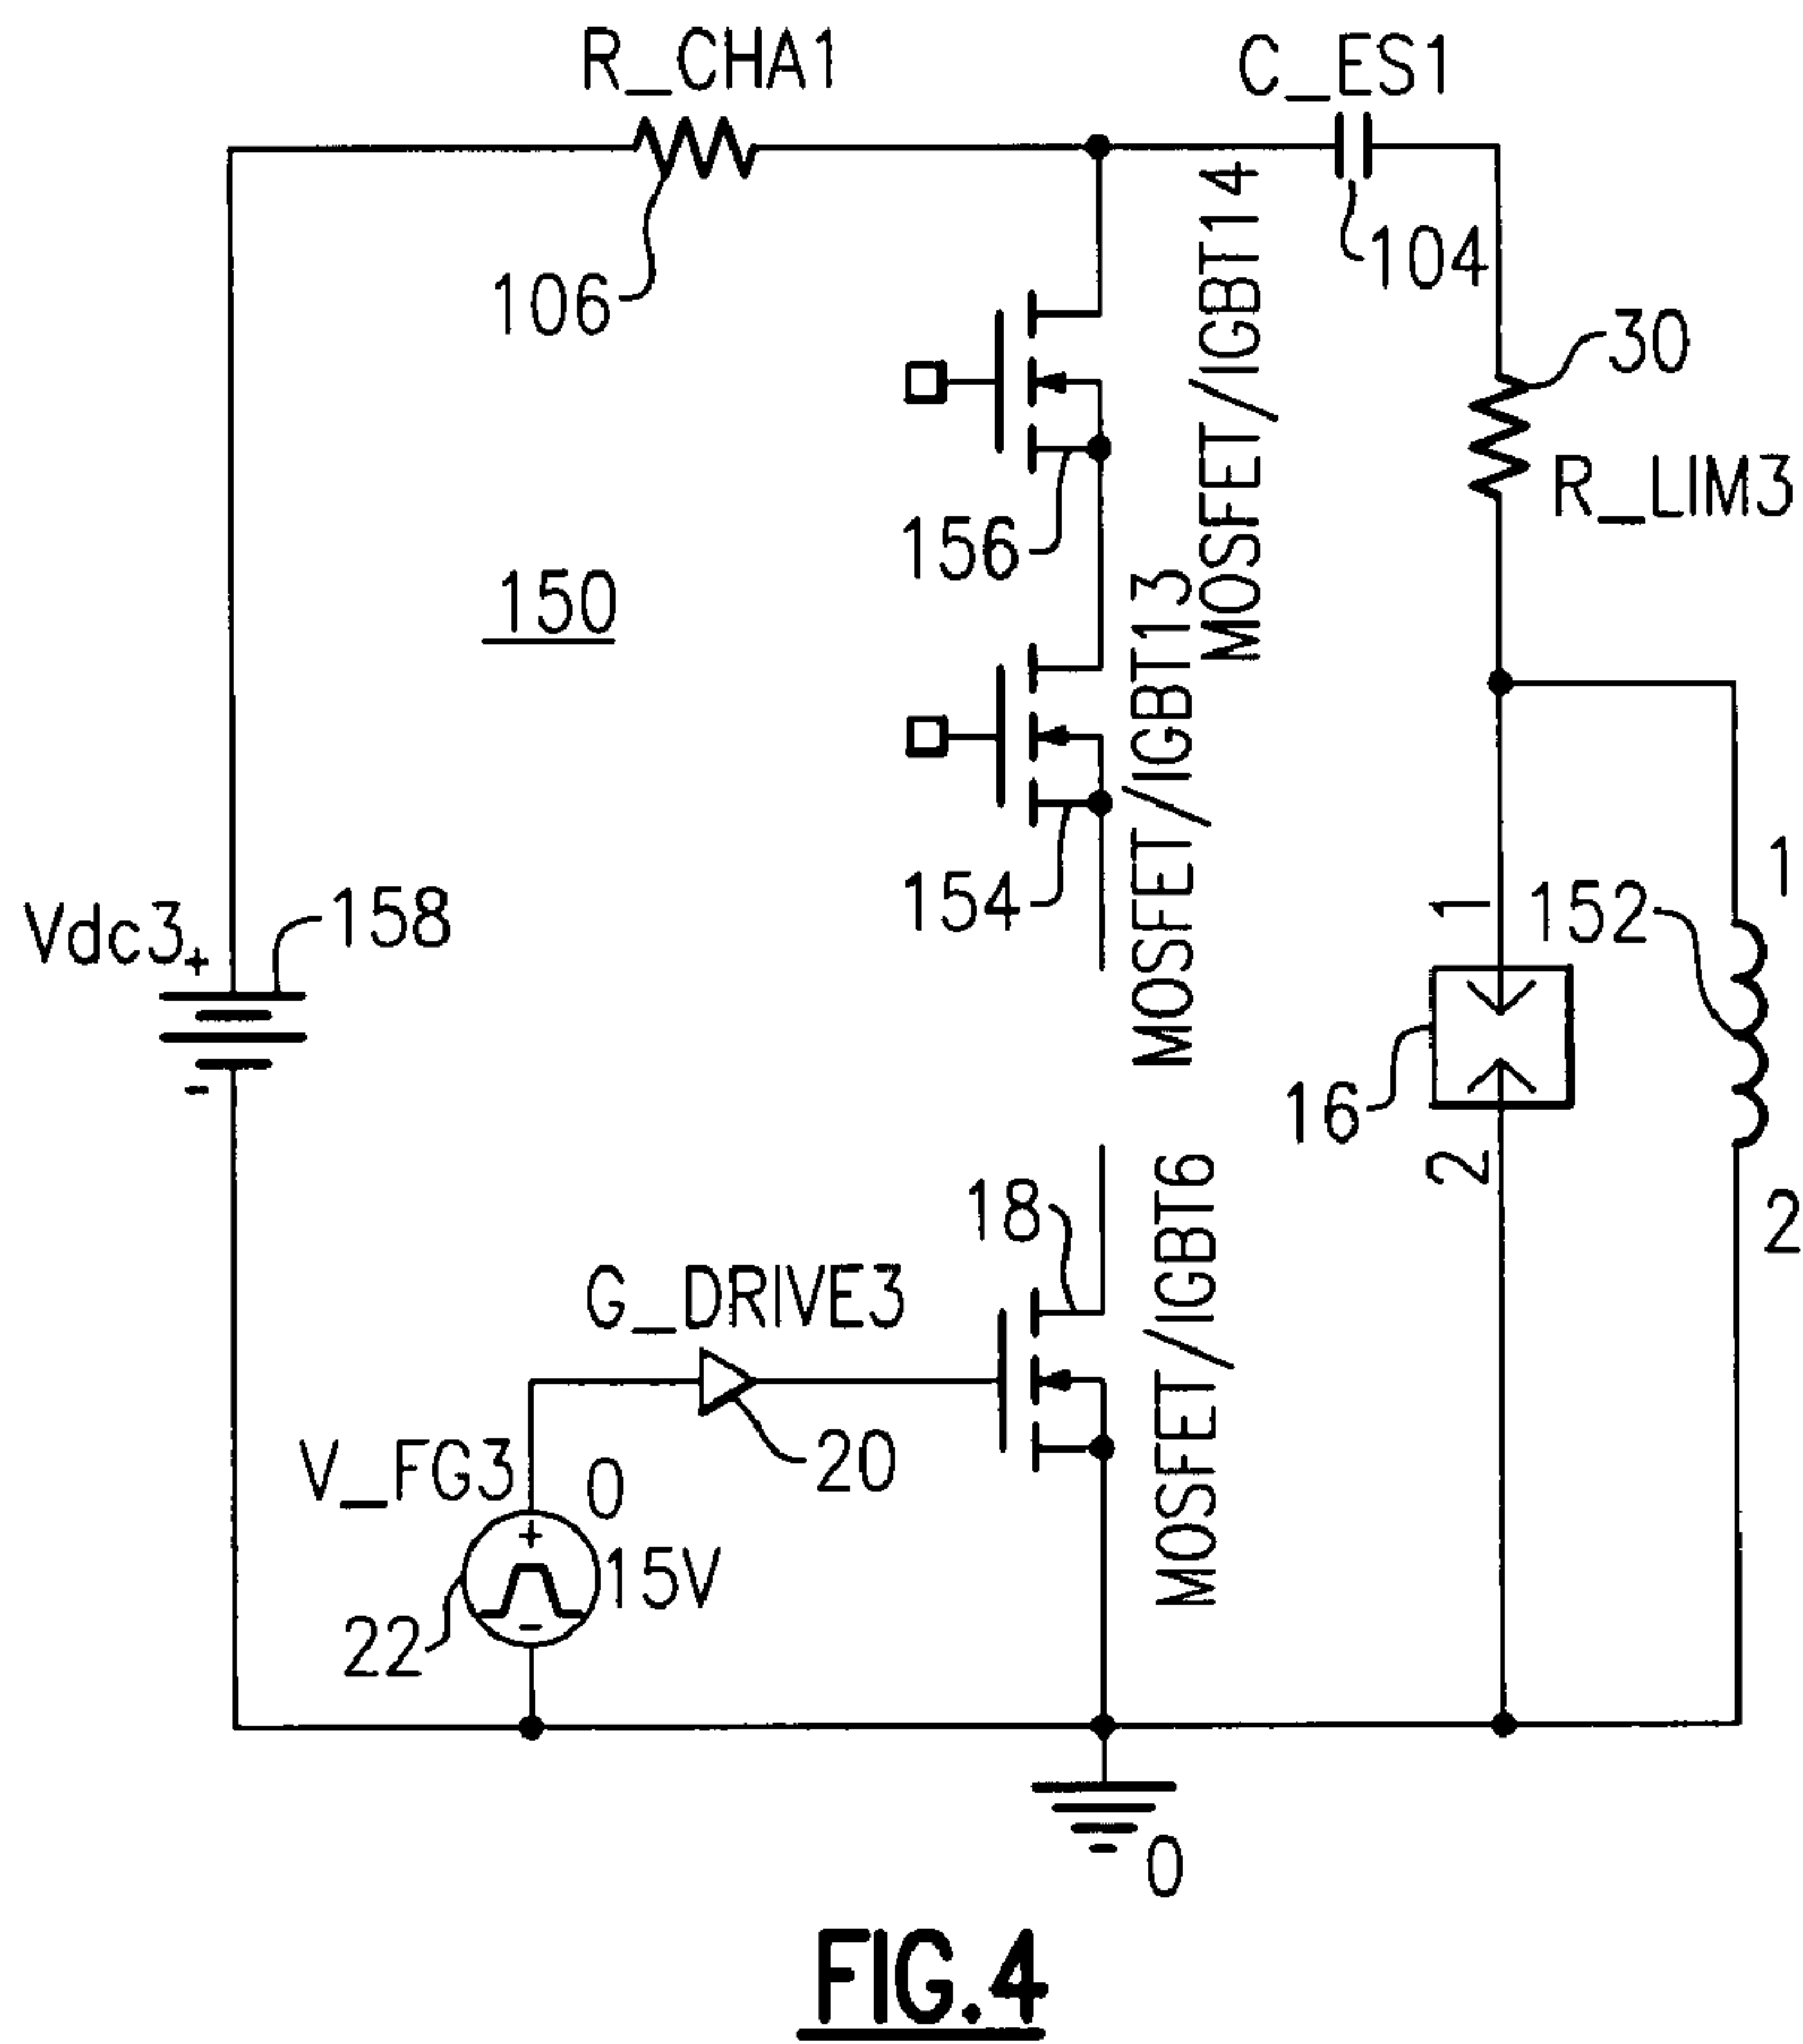 R_CHA1
C_ES1
106
104
MOSFET/IGBT14
30
R_LIM3
156
150
MOSFET/IGBT13
154
Vdc3
+
158
-
1
152
1
16
2
2
18
MOSFET/IGBT6
G_DRIVE3
20
V_FG3
0
+
15V
-
22
0
FIG.4